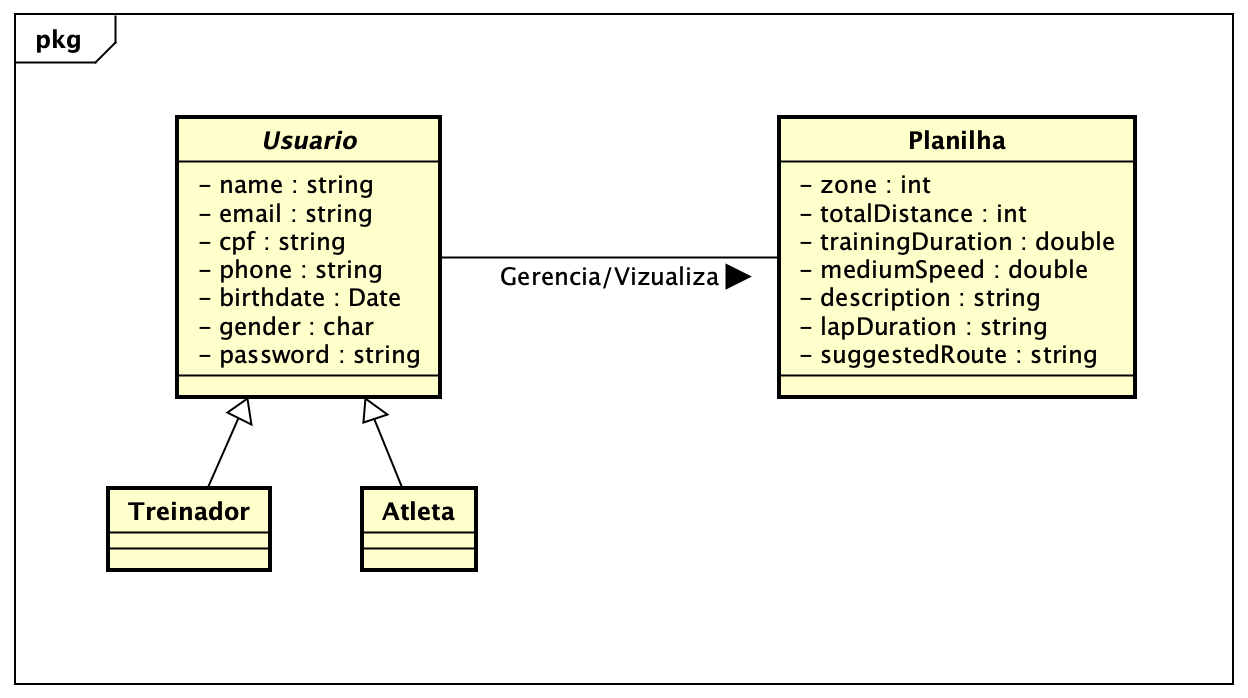 pkg
Usuario
- name : string
- email : string
- cpf : string
- phone : string
- birthdate : Date
- gender : char
- password : string
Gerencia/Vizualiza
Planilha
- zone : int
- totalDistance : int
- trainingDuration : double
- mediumSpeed : double
- description : string
- lapDuration : string
- suggestedRoute : string
Treinador
Atleta